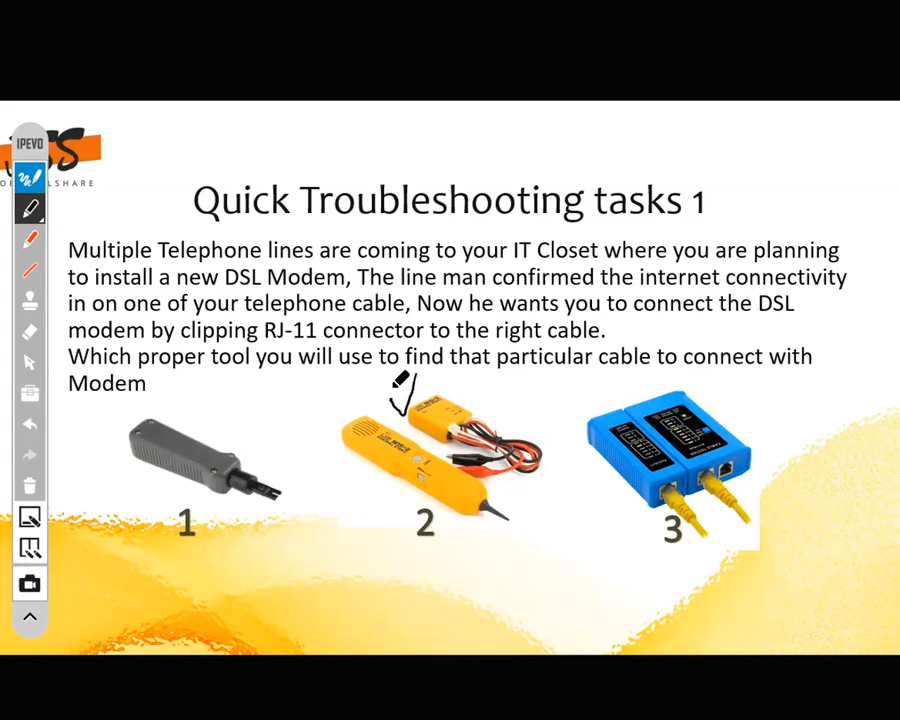 IPEVO
SHARE
Quick Troubleshooting tasks 1
Multiple Telephone lines are coming to your IT Closet where you are planning
to install a new DSL Modem, The line man confirmed the internet connectivity
in on one of your telephone cable, Now he wants you to connect the DSL
modem by clipping RJ-11 connector to the right cable.
Which proper tool you will use to find that particular cable to connect with
Modem
1
2
3